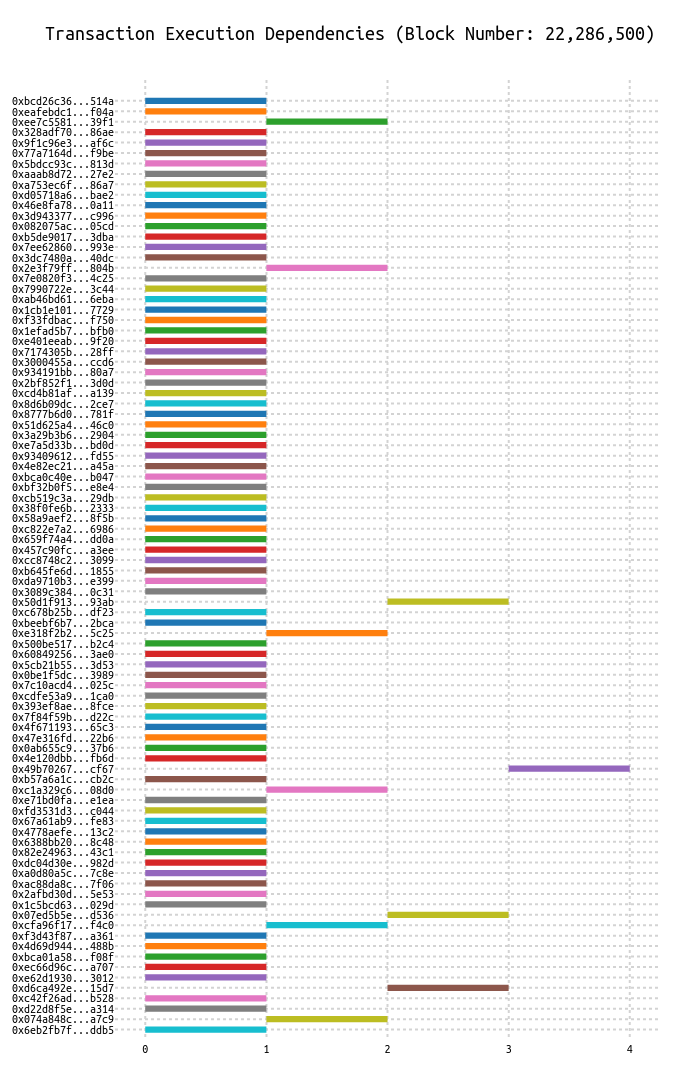 Transaction Execution Dependencies (Block Number: 22,286,500)
0xbcd26c36...514a
0xeafebdc1...f04a
0xee7c5581...39f1
0x328adf70...86ae
0x9f1c96e3...af6c
0x77a7164d...f9be
0x5bdcc93c...813d
0xaaab8d72...27e2
0xa753ec6f...86a7
0xd05718a6...bae2
0x46e8fa78...0a11
0x3d943377...c996
0x082075ac...05cd
0xb5de9017...3dba
0x7ee62860...993e
0x3dc7480a...40dc
0x2e3f79ff...804b
0x7e0820f3...4c25
0x7990722e...3c44
0xab46bd61...6eba
0x1cb1e101...7729
0xf33fdbac...f750
0x1efad5b7...bfb0
0xe401eeab...9f20
0x7174305b...28ff
0x3000455a...ccd6
0x934191bb...80a7
0x2bf852f1...3d0d
0xcd4b81af...a139
0x8d6b09dc...2ce7
0x8777b6d0...781f
0x51d625a4...46c0
0x3a29b3b6...2904
0xe7a5d33b...bd0d
0x93409612...fd55
0x4e82ec21...a45a
0xbca0c40e...b047
0xbf32b0f5...e8e4
0xcb519c3a...29db
0x38f0fe6b...2333
0x58a9aef2...8f5b
0xc822e7a2...6986
0x659f74a4...dd0a
0x457c90fc...a3ee
0xcc8748c2...3099
0xb645fe6d...1855
0xda9710b3...e399
0x3089c384...0c31
0x50d1f913...93ab
0xc678b25b...df23
0xbeebf6b7...2bca
0xe318f2b2...5c25
0x500be517...b2c4
0x60849256...3ae0
0x5cb21b55...3d53
0x0be1f5dc...3989
0x7c10acd4...025c
0xcdfe53a9...1ca0
0x393ef8ae...8fce
0x7f84f59b...d22c
0x4f671193...65c3
0x47e316fd...22b6
0x0ab655c9...37b6
0x4e120dbb...fb6d
0x49b70267...cf67
0xb57a6a1c...cb2c
0xc1a329c6...08d0
0xe71bd0fa...e1ea
0xfd3531d3...c044
0x67a61ab9...fe83
0x4778aefe...13c2
0x6388bb20...8c48
0x82e24963...43c1
0xdc04d30e...982d
0xa0d80a5c...7c8e
0xac88da8c...7f06
0x2afbd30d...5e53
0x1c5bcd63...029d
0x07ed5b5e...d536
0xcfa96f17...f4c0
0xf3d43f87...a361
0x4d69d944...488b
0xbca01a58...f08f
0xec66d96c...a707
0xe62d1930...3012
0xd6ca492e...15d7
0xc42f26ad...b528
0xd22d8f5e...a314
0x074a848c...a7c9
0x6eb2fb7f...ddb5
0 1 2 3 4